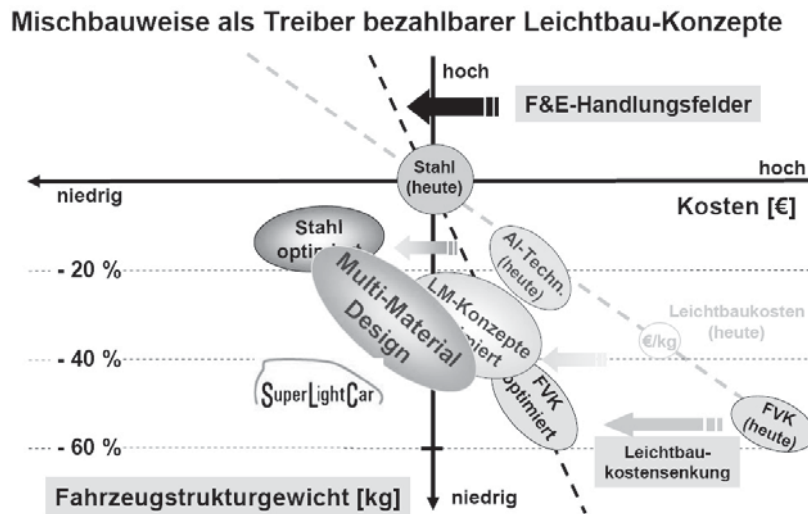 Mischbauweise als Treiber bezahlbarer Leichtbau-Konzepte
hoch
F&E-Handlungsfelder
Stahl
(heute)
hoch
niedrig
Kosten [€]
Stahl
optimiert
Al-Techn.
(heute)
- 20 %
Multi-Material
Design
LM-Konzepte
optimiert
Leichtbaukosten
(heute)
€/kg
- 40 %
SuperLightCar
FVK
optimiert
FVK
(heute)
- 60 %
Leichtbau-
kostensenkung
Fahrzeugstrukturgewicht [kg]
niedrig